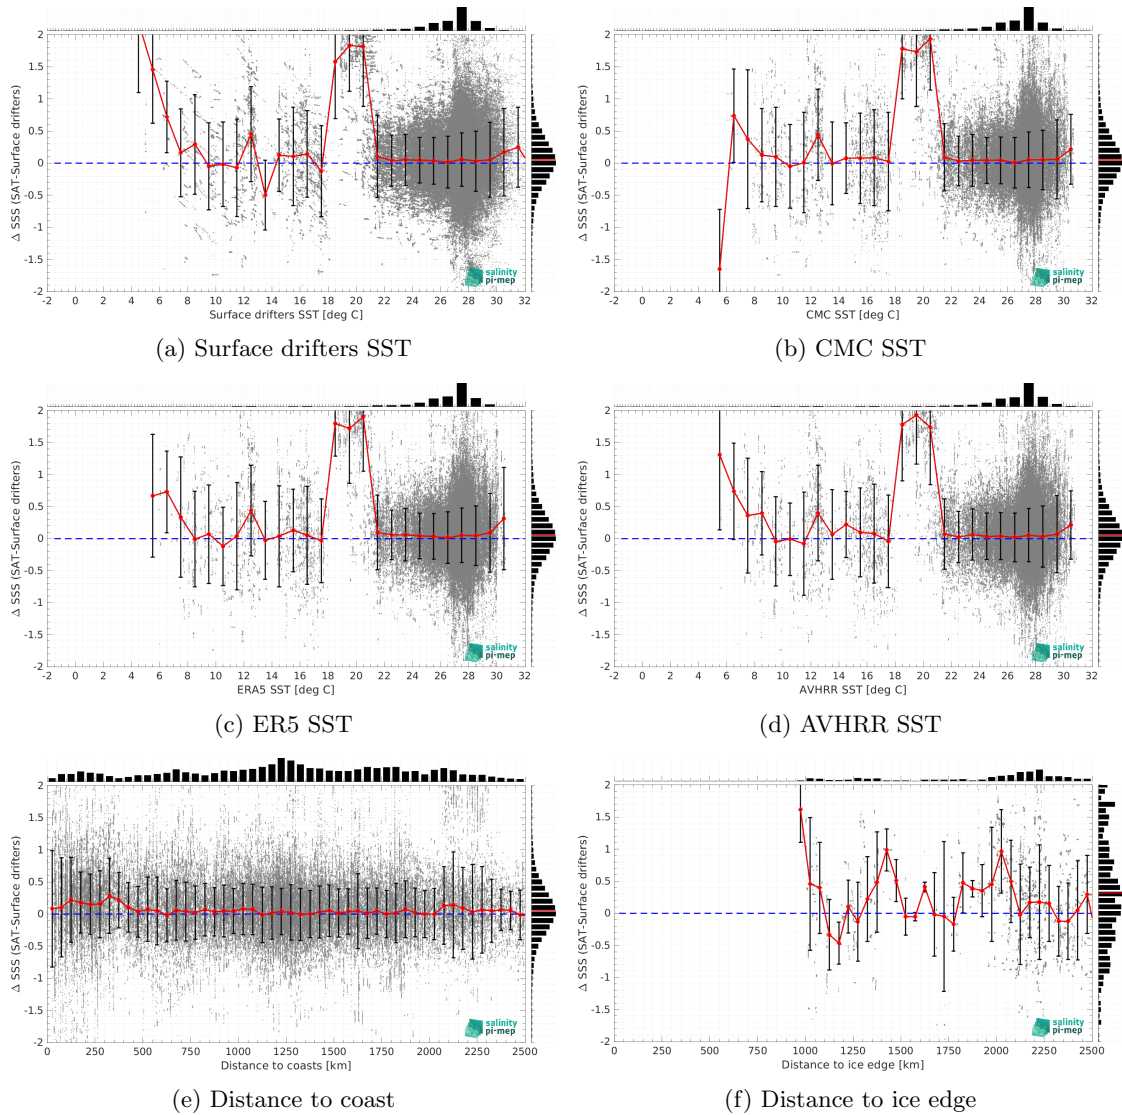 2
1.5
1
0.5
0
-0.5
-1
-1.5
-2
Δ SSS (SAT-Surface drifters)
-2 0 2 4 6 8 10 12 14 16 18 20 22 24 26 28 30 32
Surface drifters SST [deg C]
salinity
pi-mep
(a) Surface drifters SST
2
1.5
1
0.5
0
-0.5
-1
-1.5
-2
Δ SSS (SAT-Surface drifters)
-2 0 2 4 6 8 10 12 14 16 18 20 22 24 26 28 30 32
CMC SST [deg C]
salinity
pi-mep
(b) CMC SST
2
1.5
1
0.5
0
-0.5
-1
-1.5
-2
Δ SSS (SAT-Surface drifters)
-2 0 2 4 6 8 10 12 14 16 18 20 22 24 26 28 30 32
ERA5 SST [deg C]
salinity
pi-mep
(c) ER5 SST
2
1.5
1
0.5
0
-0.5
-1
-1.5
-2
Δ SSS (SAT-Surface drifters)
-2 0 2 4 6 8 10 12 14 16 18 20 22 24 26 28 30 32
AVHRR SST [deg C]
salinity
pi-mep
(d) AVHRR SST
2
1.5
1
0.5
0
-0.5
-1
-1.5
-2
Δ SSS (SAT-Surface drifters)
0 250 500 750 1000 1250 1500 1750 2000 2250 2500
Distance to coasts [km]
salinity
pi-mep
(e) Distance to coast
2
1.5
1
0.5
0
-0.5
-1
-1.5
-2
Δ SSS (SAT-Surface drifters)
0 250 500 750 1000 1250 1500 1750 2000 2250 2500
Distance to ice edge [km]
salinity
pi-mep
(f) Distance to ice edge